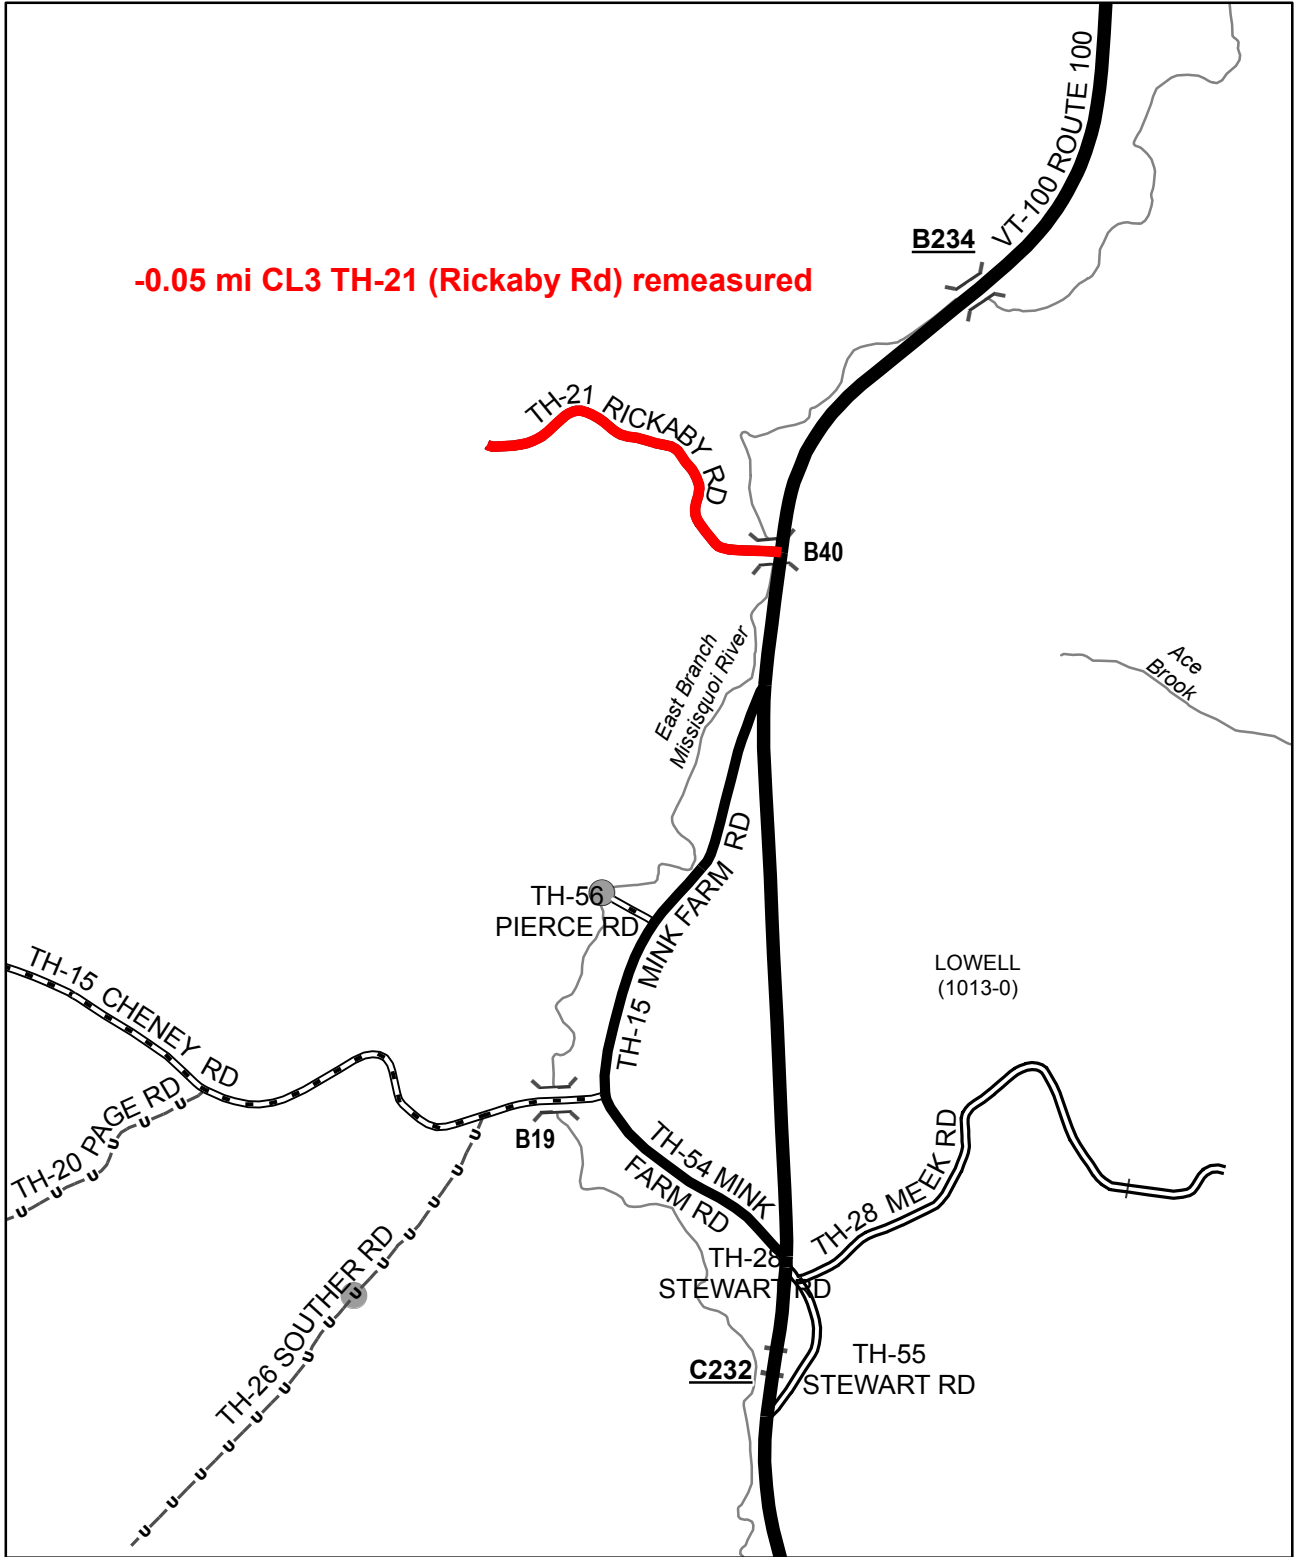 VT-100 ROUTE 100
B234
-0.05 mi CL3 TH-21 (Rickaby Rd) remeasured
TH-21 RICKABY RD
B40
East Branch
Missisquoi River
Ace
Brook
TH-15 MINK FARM RD
TH-56
PIERCE RD
LOWELL
(1013-0)
TH-15 CHENEY RD
TH-20 PAGE RD
B19
TH-54 MINK
FARM RD
TH-28 MEEK RD
TH-28
STEWART RD
TH-26 SOUTHER RD
C232
TH-55
STEWART RD